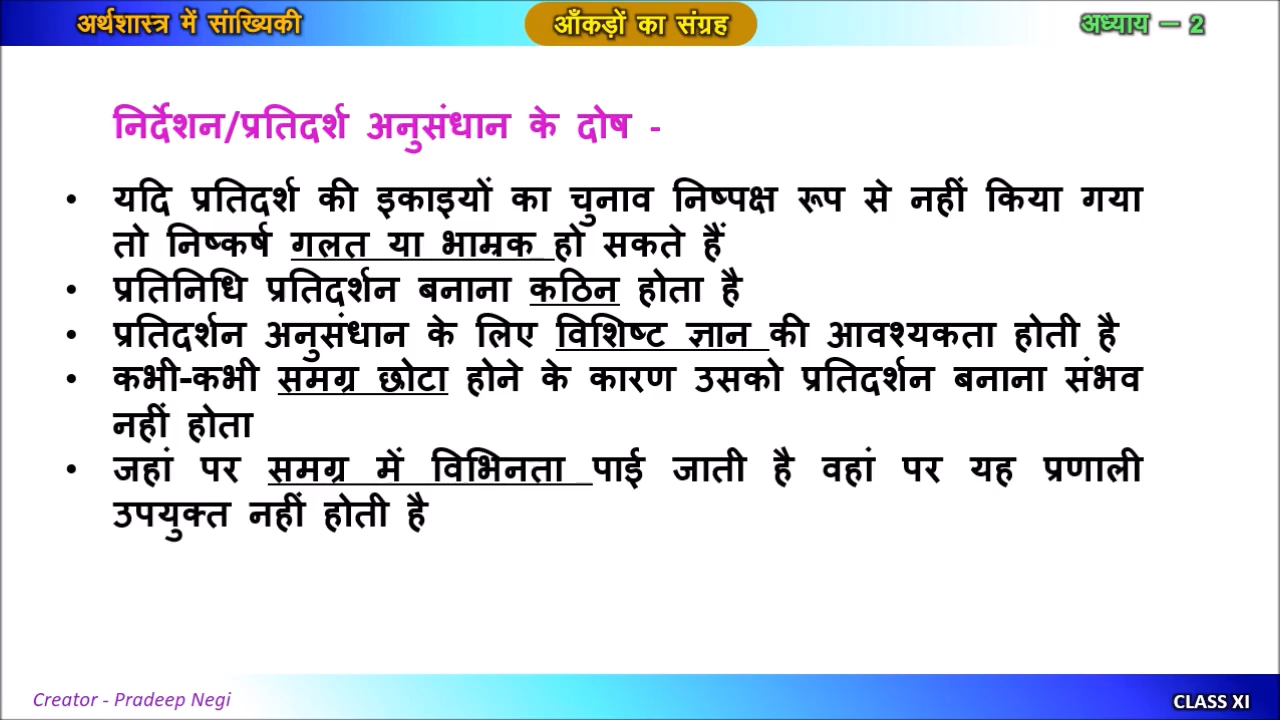 अर्थशास्त्र में सांख्यिकी
आँकड़ों का संग्रह
अध्याय – 2
निर्देशन/प्रतिदर्श अनुसंधान के दोष -
• यदि प्रतिदर्श की इकाइयों का चुनाव निष्पक्ष रूप से नहीं किया गया
तो निष्कर्ष गलत या भाम्रक हो सकते हैं
• प्रतिनिधि प्रतिदर्शन बनाना कठिन होता है
• प्रतिदर्शन अनुसंधान के लिए विशिष्ट ज्ञान की आवश्यकता होती है
• कभी-कभी समग्र छोटा होने के कारण उसको प्रतिदर्शन बनाना संभव
नहीं होता
• जहां पर समग्र में विभिनता पाई जाती है वहां पर यह प्रणाली
उपयुक्त नहीं होती है
Creator - Pradeep Negi
CLASS XI